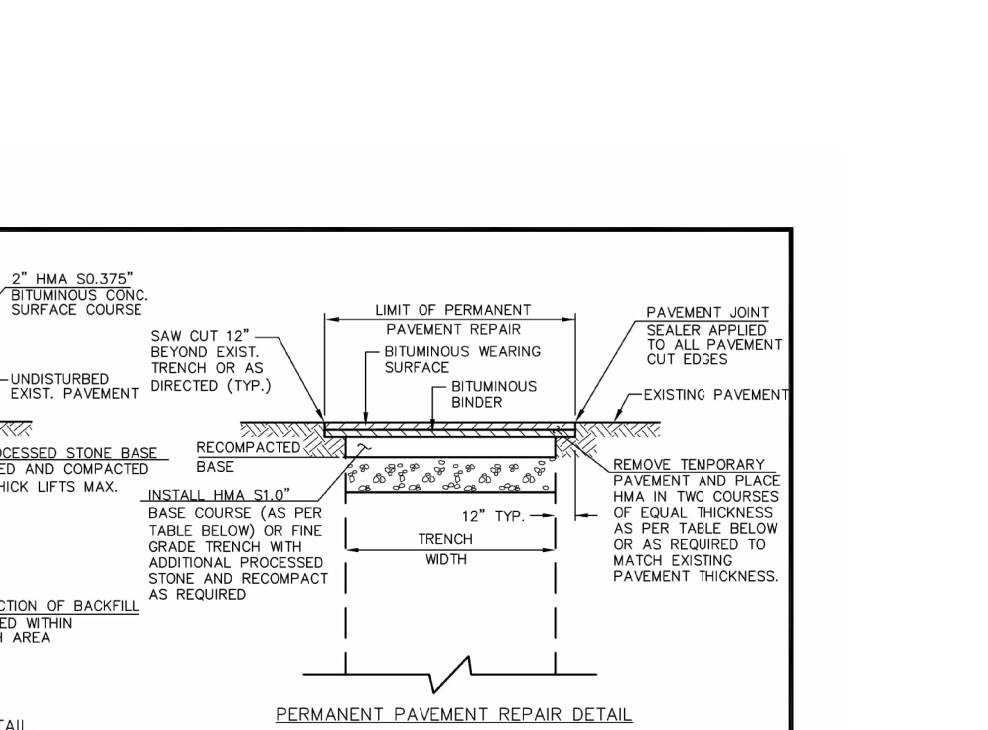 2" HMA S0.375"
BITUMINOUS CONC.
SURFACE COURSE
UNDISTURBED
EXIST. PAVEMENT
OCESSED STONE BASE
ED AND COMPACTED
HICK LIFTS MAX.
CTION OF BACKFILL
ED WITHIN
H AREA
TAIL
SAW CUT 12"
BEYOND EXIST.
TRENCH OR AS
DIRECTED (TYP.)
LIMIT OF PERMANENT
PAVEMENT REPAIR
BITUMINOUS WEARING
SURFACE
BITUMINOUS
BINDER
PAVEMENT JOINT
SEALER APPLIED
TO ALL PAVEMENT
CUT EDGES
EXISTING PAVEMENT
RECOMPACTED
BASE
INSTALL HMA S1.0"
BASE COURSE (AS PER
TABLE BELOW) OR FINE
GRADE TRENCH WITH
ADDITIONAL PROCESSED
STONE AND RECOMPACT
AS REQUIRED
12" TYP.
TRENCH
WIDTH
REMOVE TEMPORARY
PAVEMENT AND PLACE
HMA IN TWO COURSES
OF EQUAL THICKNESS
AS PER TABLE BELOW
OR AS REQUIRED TO
MATCH EXISTING
PAVEMENT THICKNESS.
PERMANENT PAVEMENT REPAIR DETAIL